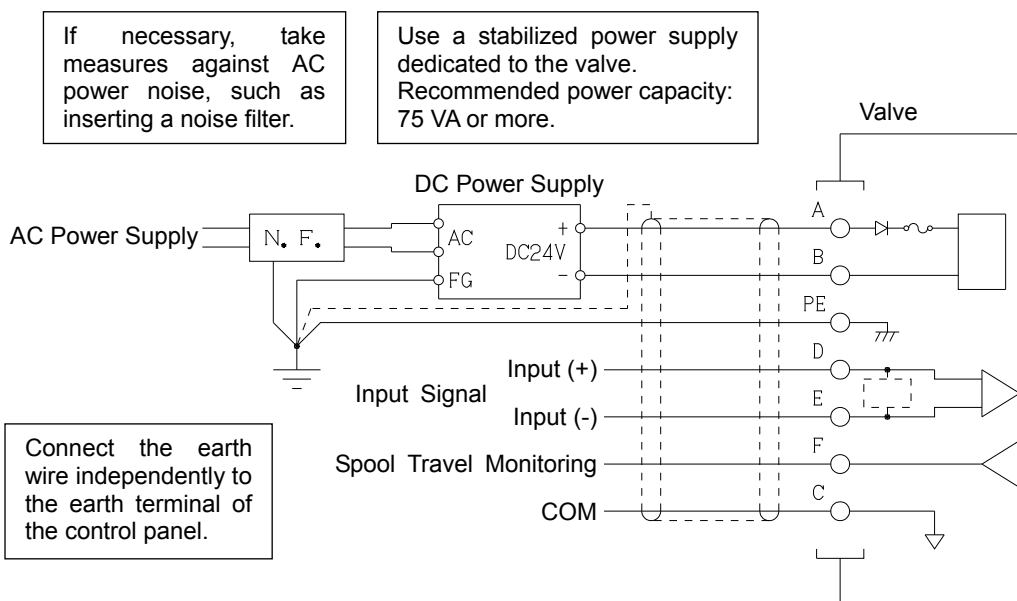 If necessary, take
measures against AC
power noise, such as
inserting a noise filter.
Use a stabilized power supply
dedicated to the valve.
Recommended power capacity:
75 VA or more.
Valve
DC Power Supply
AC Power Supply
N. F.
AC
FG
+
DC24V
−
A
B
PE
D
E
F
C
Input Signal
Input (+)
Input (-)
Spool Travel Monitoring
COM
Connect the earth
wire independently to
the earth terminal of
the control panel.